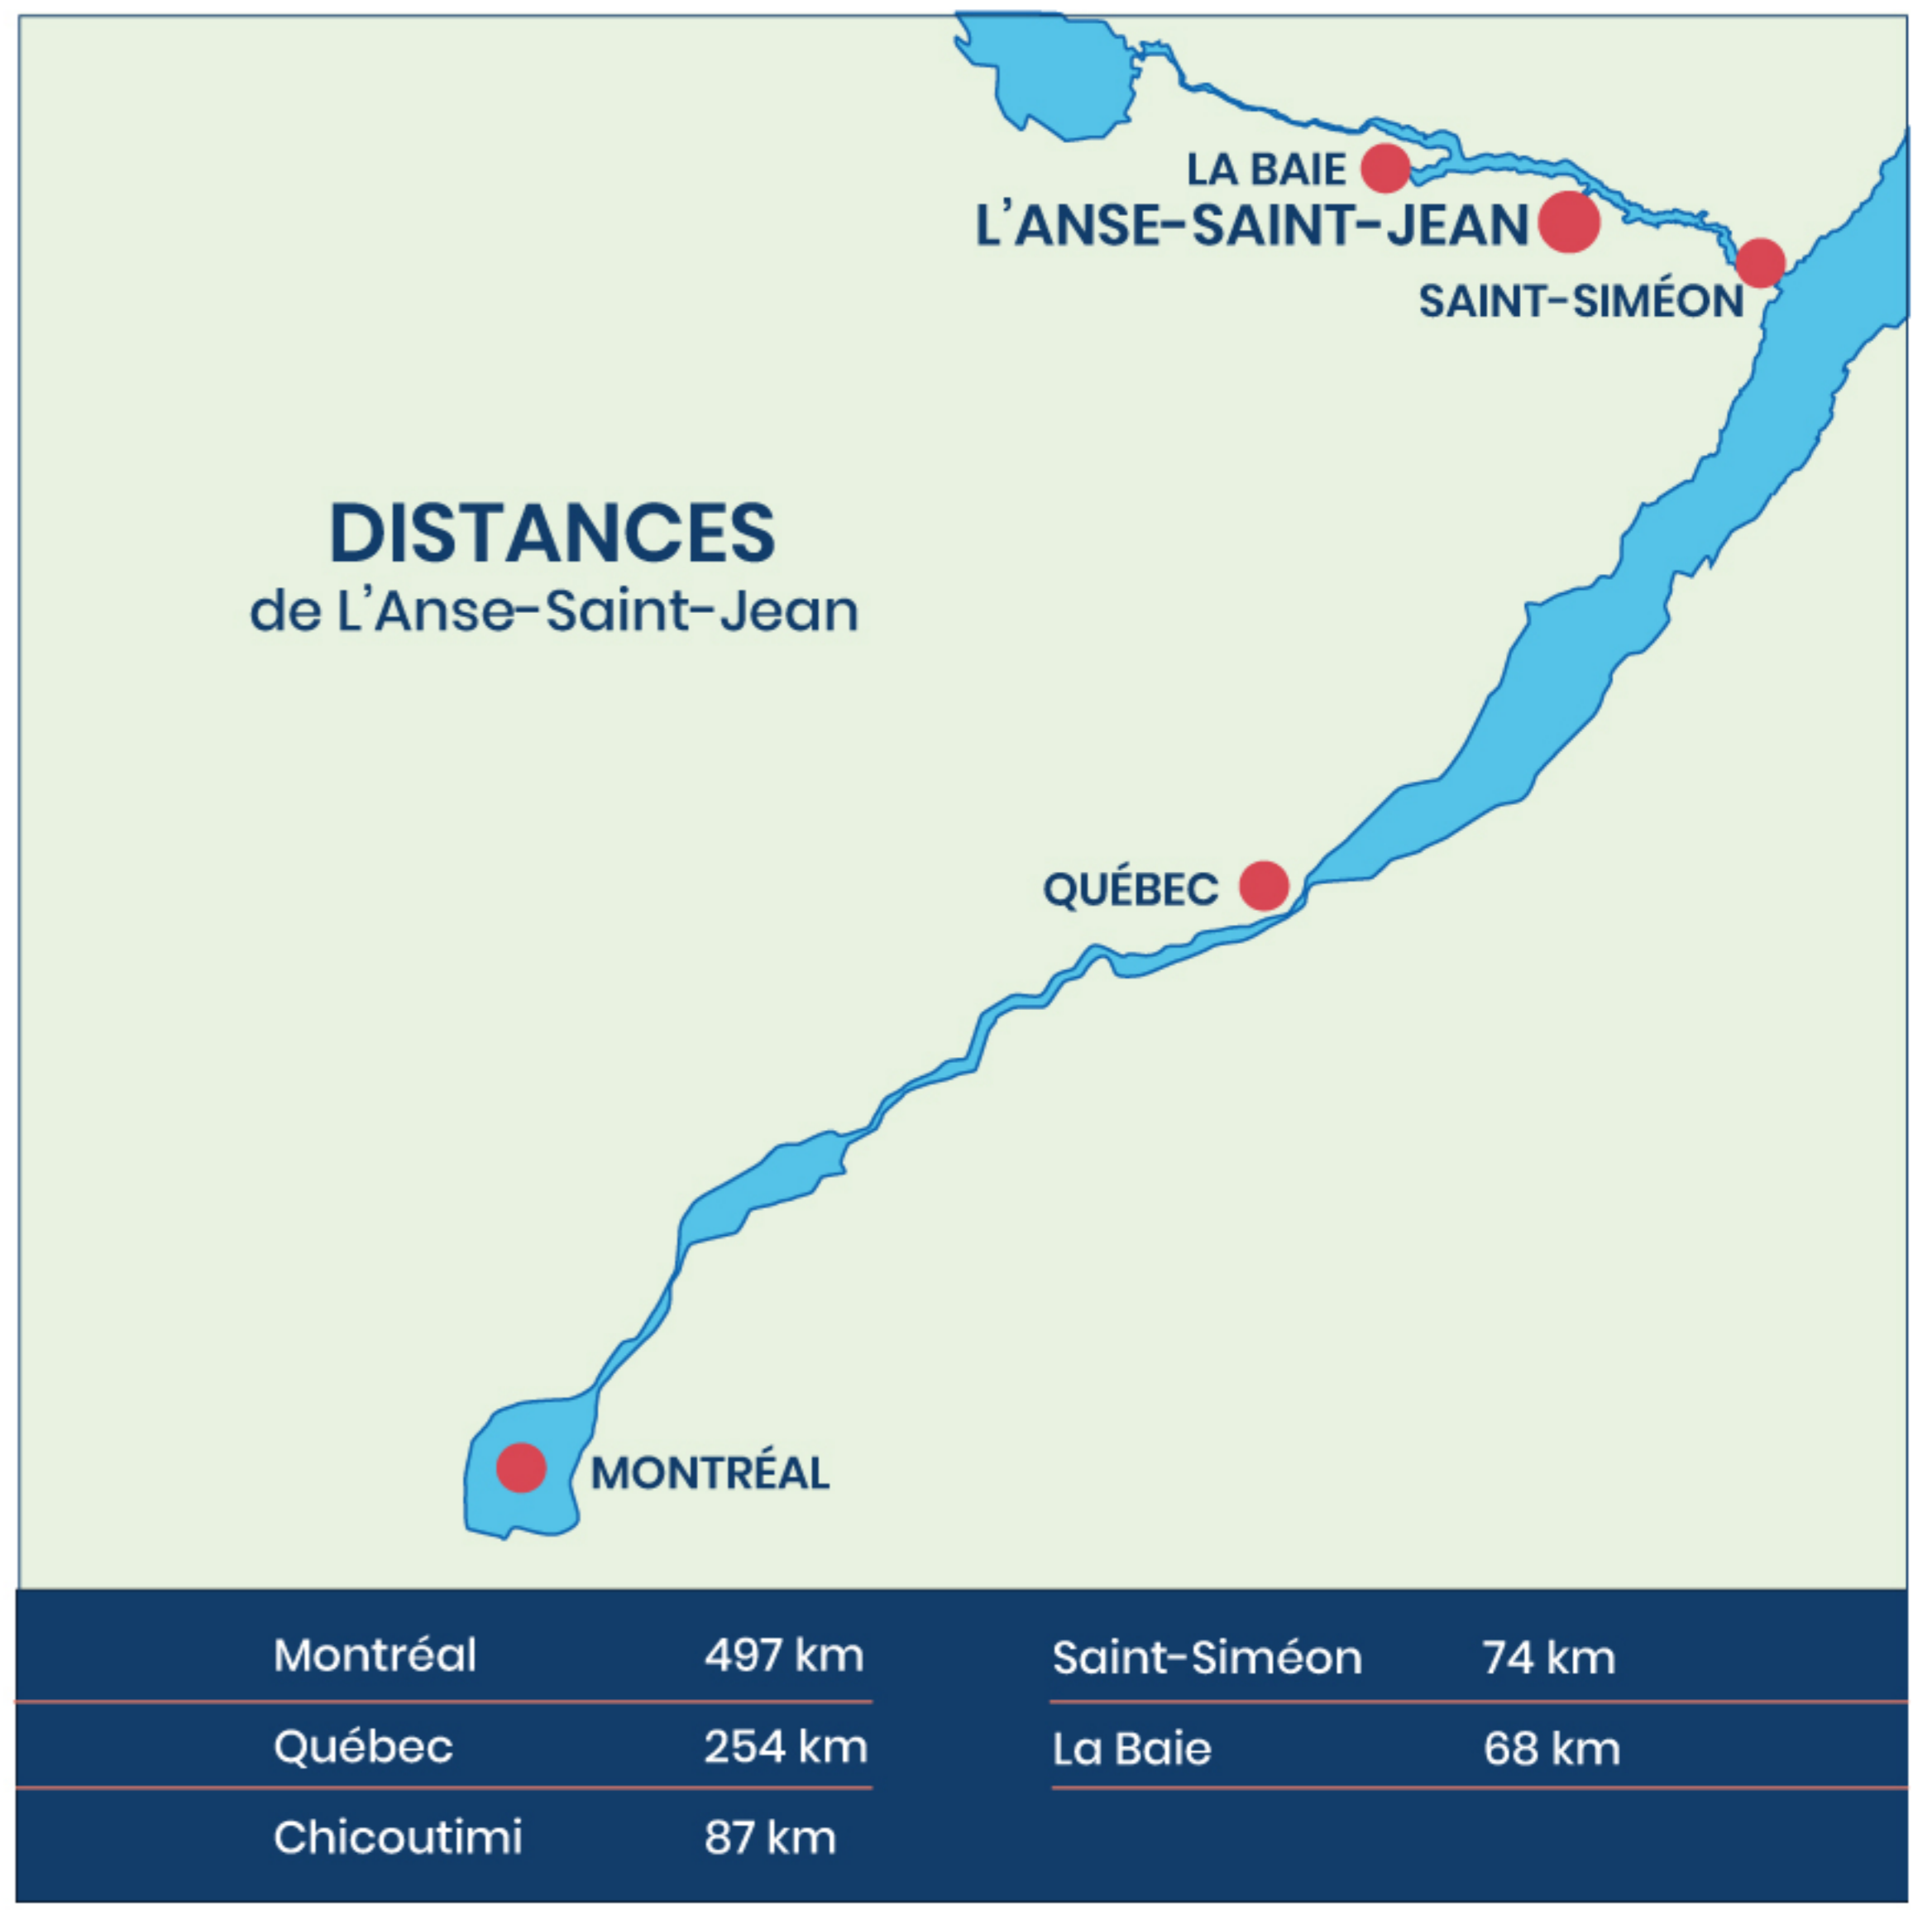 LA BAIE
L'ANSE-SAINT-JEAN
SAINT-SIMÉON
DISTANCES
de L'Anse-Saint-Jean
QUÉBEC
MONTRÉAL
Montréal 497 km
Québec 254 km
Chicoutimi 87 km
Saint-Siméon 74 km
La Baie 68 km